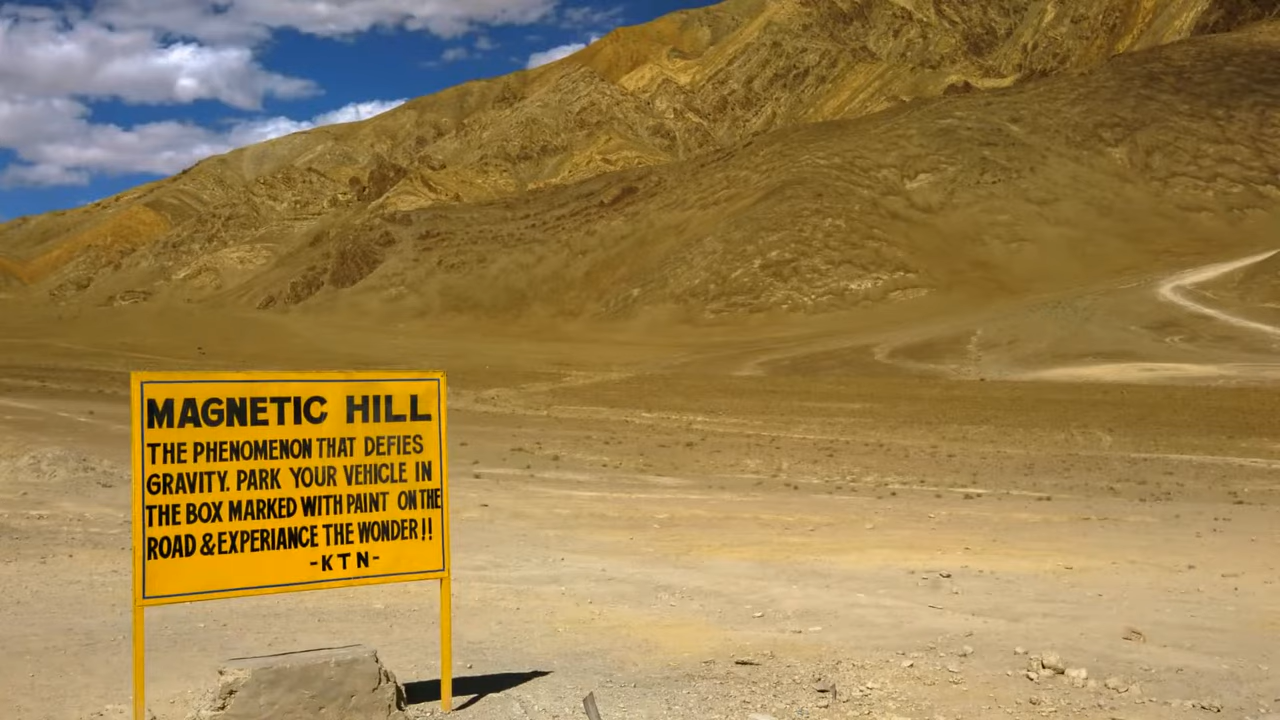 MAGNETIC HILL
THE PHENOMENON THAT DEFIES
GRAVITY. PARK YOUR VEHICLE IN
THE BOX MARKED WITH PAINT ON THE
ROAD & EXPERIANCE THE WONDER!!
-KTN-